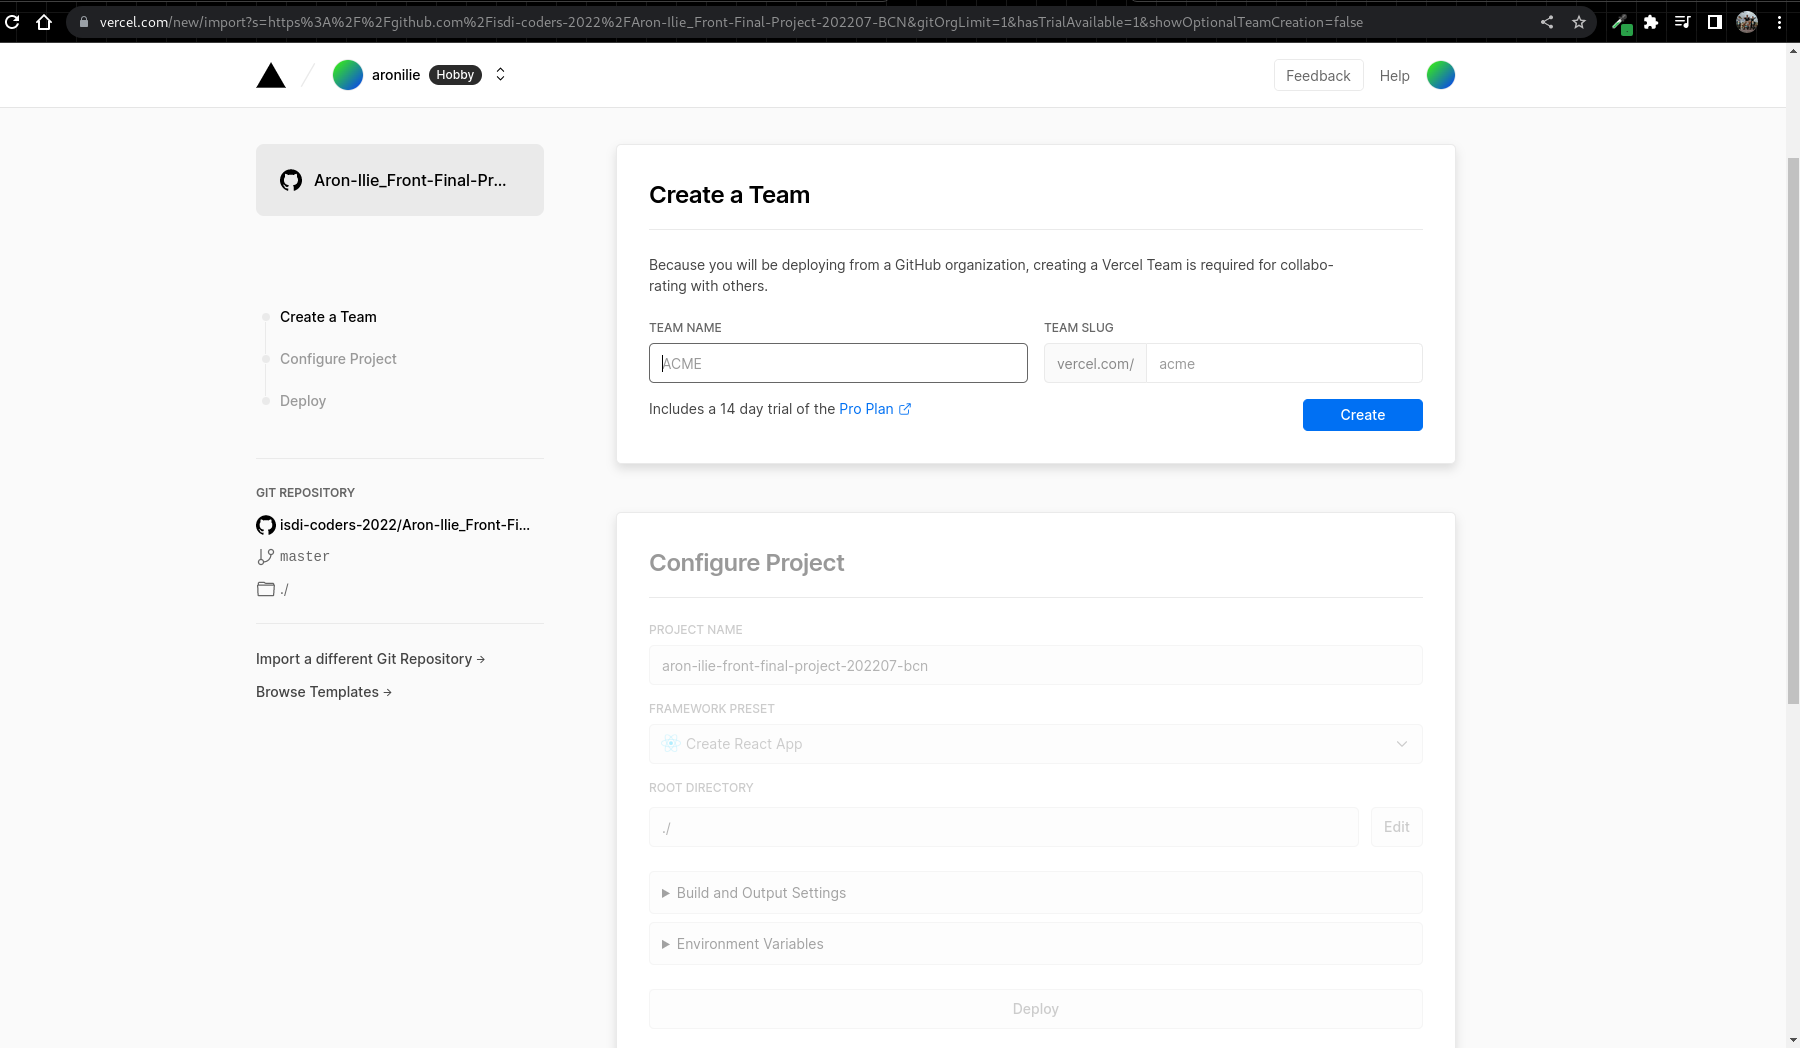 vercel.com/new/import?s=https%3A%2F%2Fgithub.com%2Fisdi-coders-2022%2FAron-Ilie_Front-Final-Project-202207-BCN&gitOrgLimit=1&hasTrialAvailable=1&showOptionalTeamCreation=false
aronilie Hobby
Feedback Help
Aron-Ilie_Front-Final-Pr...
Create a Team
Configure Project
Deploy
GIT REPOSITORY
isdi-coders-2022/Aron-Ilie_Front-Fi...
master
./
Import a different Git Repository →
Browse Templates →
Create a Team
Because you will be deploying from a GitHub organization, creating a Vercel Team is required for collabo-
rating with others.
TEAM NAME TEAM SLUG
ACME vercel.com/ acme
Includes a 14 day trial of the Pro Plan
Create
Configure Project
PROJECT NAME
aron-ilie-front-final-project-202207-bcn
FRAMEWORK PRESET
Create React App
ROOT DIRECTORY
./ Edit
Build and Output Settings
Environment Variables
Deploy